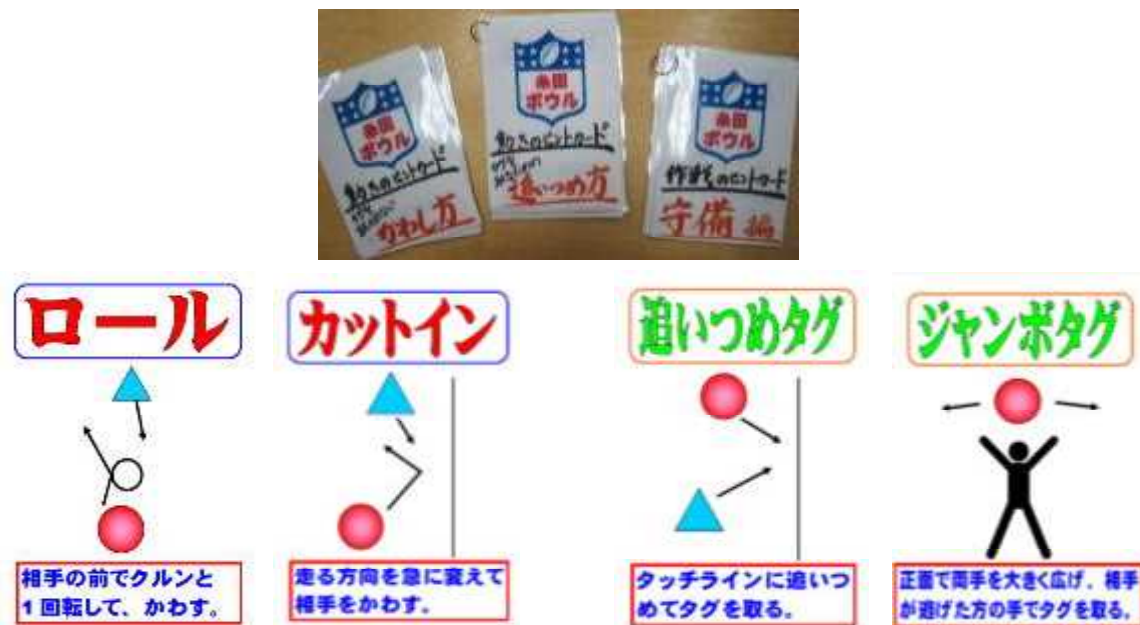 糸田
ボウル
動きのヒントカード
かわし方
糸田
ボウル
動きのヒントカード
追いつめ方
糸田
ボウル
作戦のヒントカード
守備編
ロール
カットイン
追いつめタグ
ジャンボタグ
相手の前でクルンと
1回転して、かわす。
走る方向を急に変えて
相手をかわす。
タッチラインに追いつ
めてタグを取る。
正面で両手を大きく広げ、相手
が逃げた方の手でタグを取る。